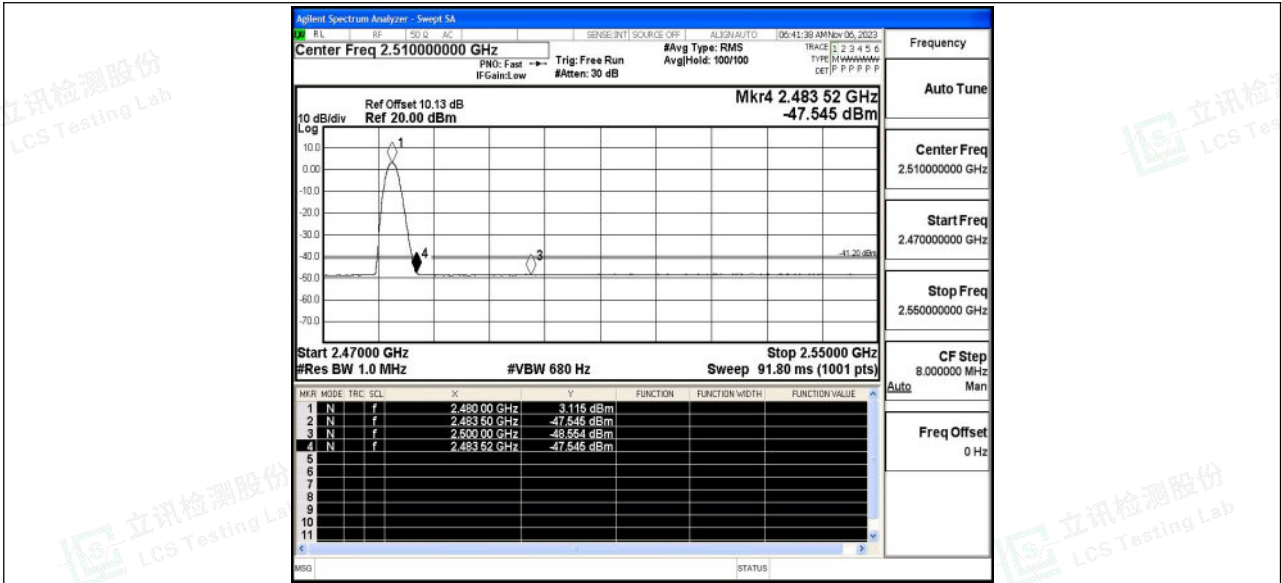 Agilent Spectrum Analyzer - Swept SA
RL RF 50 Ω AC SENSE:INT SOURCE OFF ALIGNAUTO 06:41:38 AMNov 06, 2023
Center Freq 2.510000000 GHz
PNO: Fast
IFGain:Low
Trig: Free Run
#Atten: 30 dB
#Avg Type: RMS
Avg|Hold: 100/100
TRACE 1 2 3 4 5 6
TYPE MWWWWW
DET P P P P P P
Ref Offset 10.13 dB
10 dB/div Ref 20.00 dBm
Log
Mkr4 2.483 52 GHz
-47.545 dBm
10.0
0.00
-10.0
-20.0
-30.0
-40.0
-50.0
-60.0
-70.0
1
4
3
-41.20 dBm
Start 2.47000 GHz Stop 2.55000 GHz
#Res BW 1.0 MHz #VBW 680 Hz Sweep 91.80 ms (1001 pts)
MKR MODE TRC SCL X Y FUNCTION FUNCTION WIDTH FUNCTION VALUE
1 N f 2.480 00 GHz 3.115 dBm
2 N f 2.483 50 GHz -47.545 dBm
3 N f 2.500 00 GHz -48.554 dBm
4 N f 2.483 52 GHz -47.545 dBm
5
6
7
8
9
10
11
MSG STATUS
Frequency
Auto Tune
Center Freq
2.510000000 GHz
Start Freq
2.470000000 GHz
Stop Freq
2.550000000 GHz
CF Step
8.000000 MHz
Auto Man
Freq Offset
0 Hz
立讯检测股份
LCS Testing Lab
立讯检
LCS Tes
立讯检测股份
LCS Testing La
立讯检测股份
LCS Testing Lab